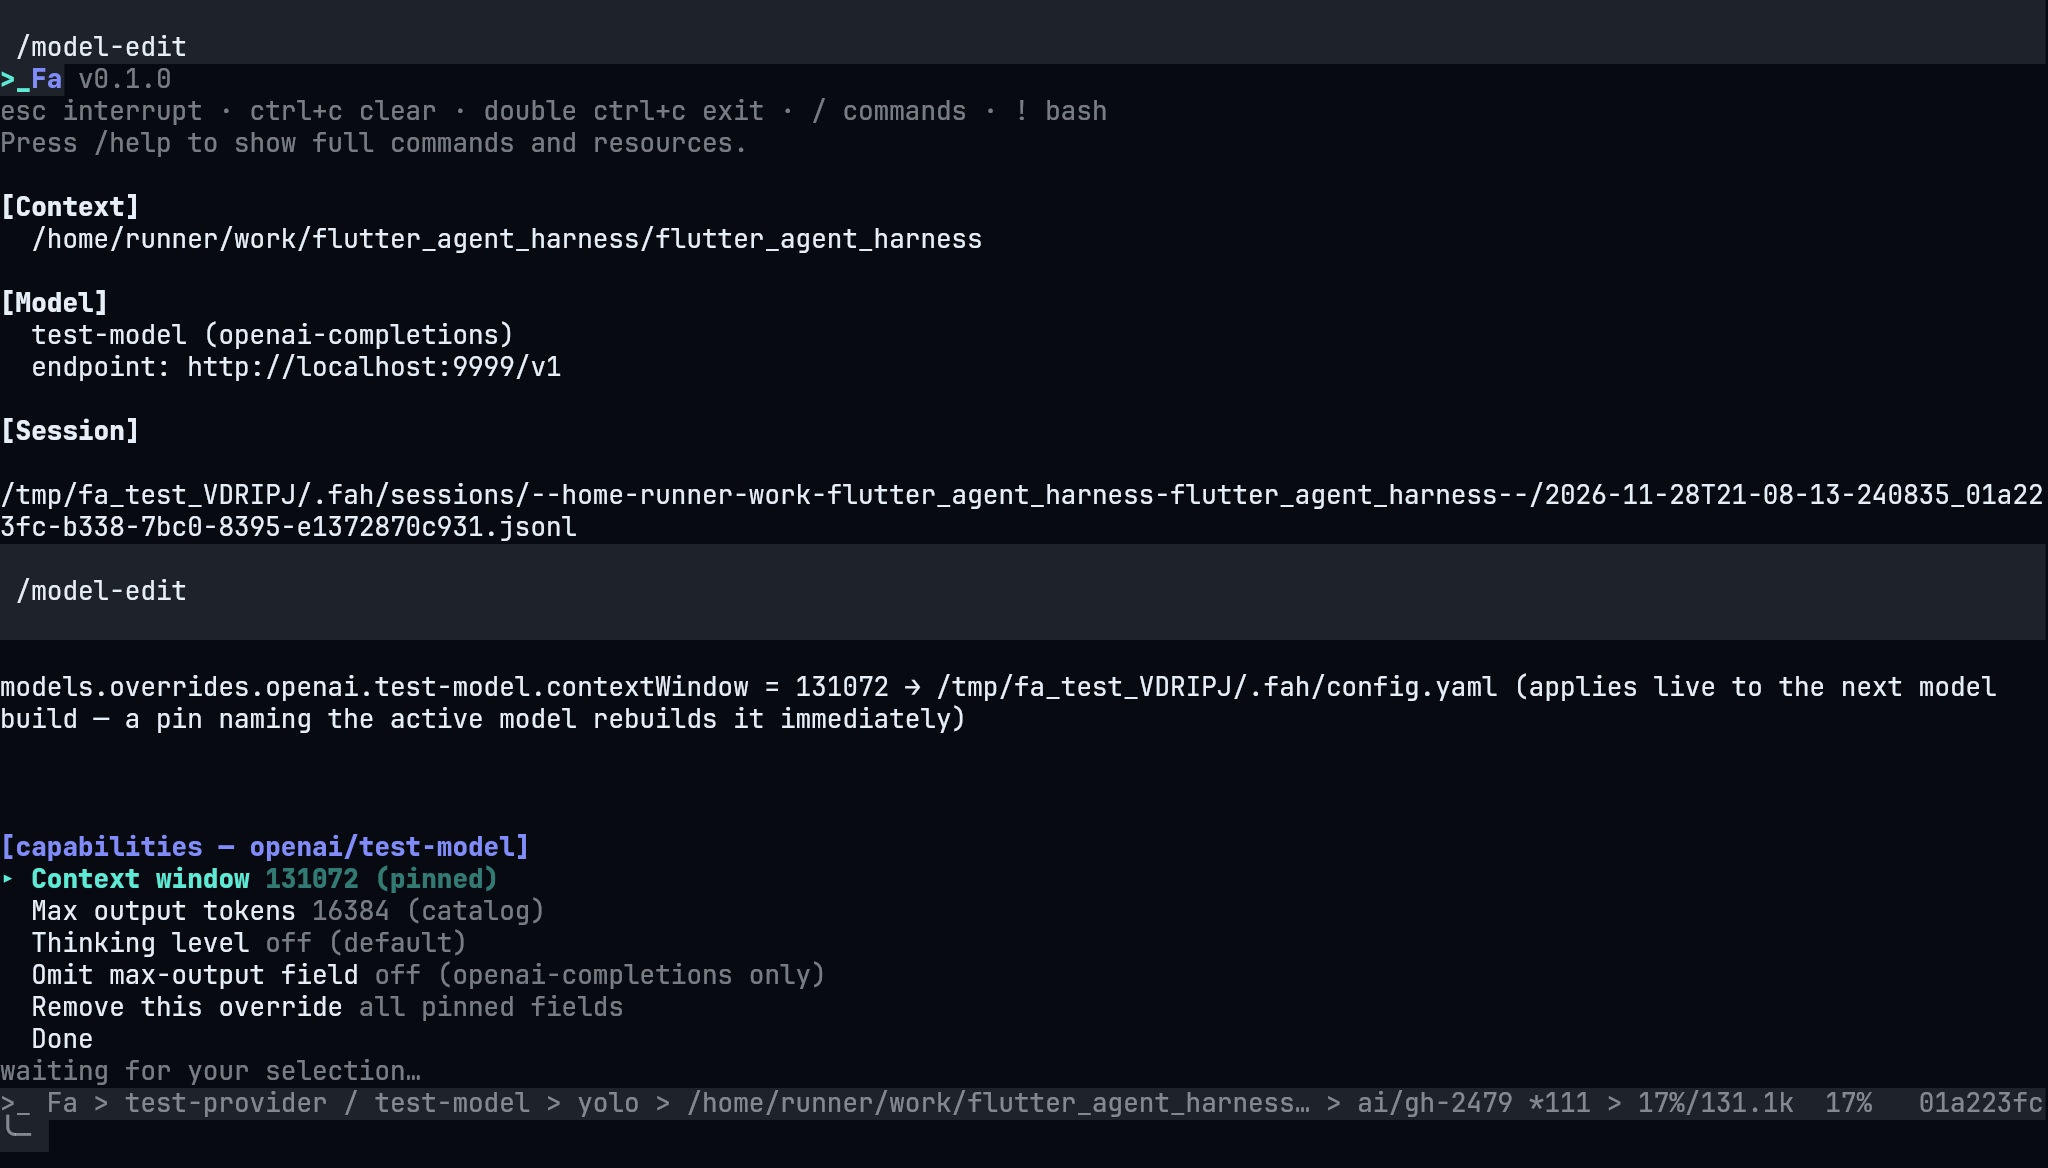 /model-edit
>_Fa v0.1.0
esc interrupt · ctrl+c clear · double ctrl+c exit · / commands · ! bash
Press /help to show full commands and resources.
[Context]
/home/runner/work/flutter_agent_harness/flutter_agent_harness
[Model]
test-model (openai-completions)
endpoint: http://localhost:9999/v1
[Session]
/tmp/fa_test_VDRIPJ/.fah/sessions/--home-runner-work-flutter_agent_harness-flutter_agent_harness--/2026-11-28T21-08-13-240835_01a22
3fc-b338-7bc0-8395-e1372870c931.jsonl
/model-edit
models.overrides.openai.test-model.contextWindow = 131072 → /tmp/fa_test_VDRIPJ/.fah/config.yaml (applies live to the next model
build — a pin naming the active model rebuilds it immediately)
[capabilities — openai/test-model]
▸ Context window 131072 (pinned)
Max output tokens 16384 (catalog)
Thinking level off (default)
Omit max-output field off (openai-completions only)
Remove this override all pinned fields
Done
waiting for your selection…
>_ Fa > test-provider / test-model > yolo > /home/runner/work/flutter_agent_harness… > ai/gh-2479 *111 > 17%/131.1k 17% 01a223fc